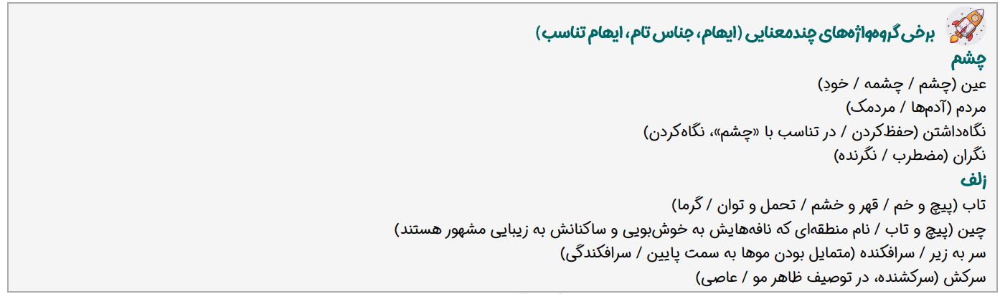 برخی گروه‌واژه‌های چندمعنایی (ایهام، جناس تام، ایهام تناسب)
چشم
عین (چشم / چشمه / خودِ)
مردم (آدم‌ها / مردمک)
نگاه‌داشتن (حفظ‌کردن / در تناسب با «چشم»، نگاه‌کردن)
نگران (مضطرب / نگرنده)
زلف
تاب (پیچ و خم / قهر و خشم / تحمل و توان / گرما)
چین (پیچ و تاب / نام منطقه‌ای که نافه‌هایش به خوش‌بویی و ساکنانش به زیبایی مشهور هستند)
سر به زیر / سرافکنده (متمایل بودن موها به سمت پایین / سرافکندگی)
سرکش (سرکشنده، در توصیف ظاهر مو / عاصی)